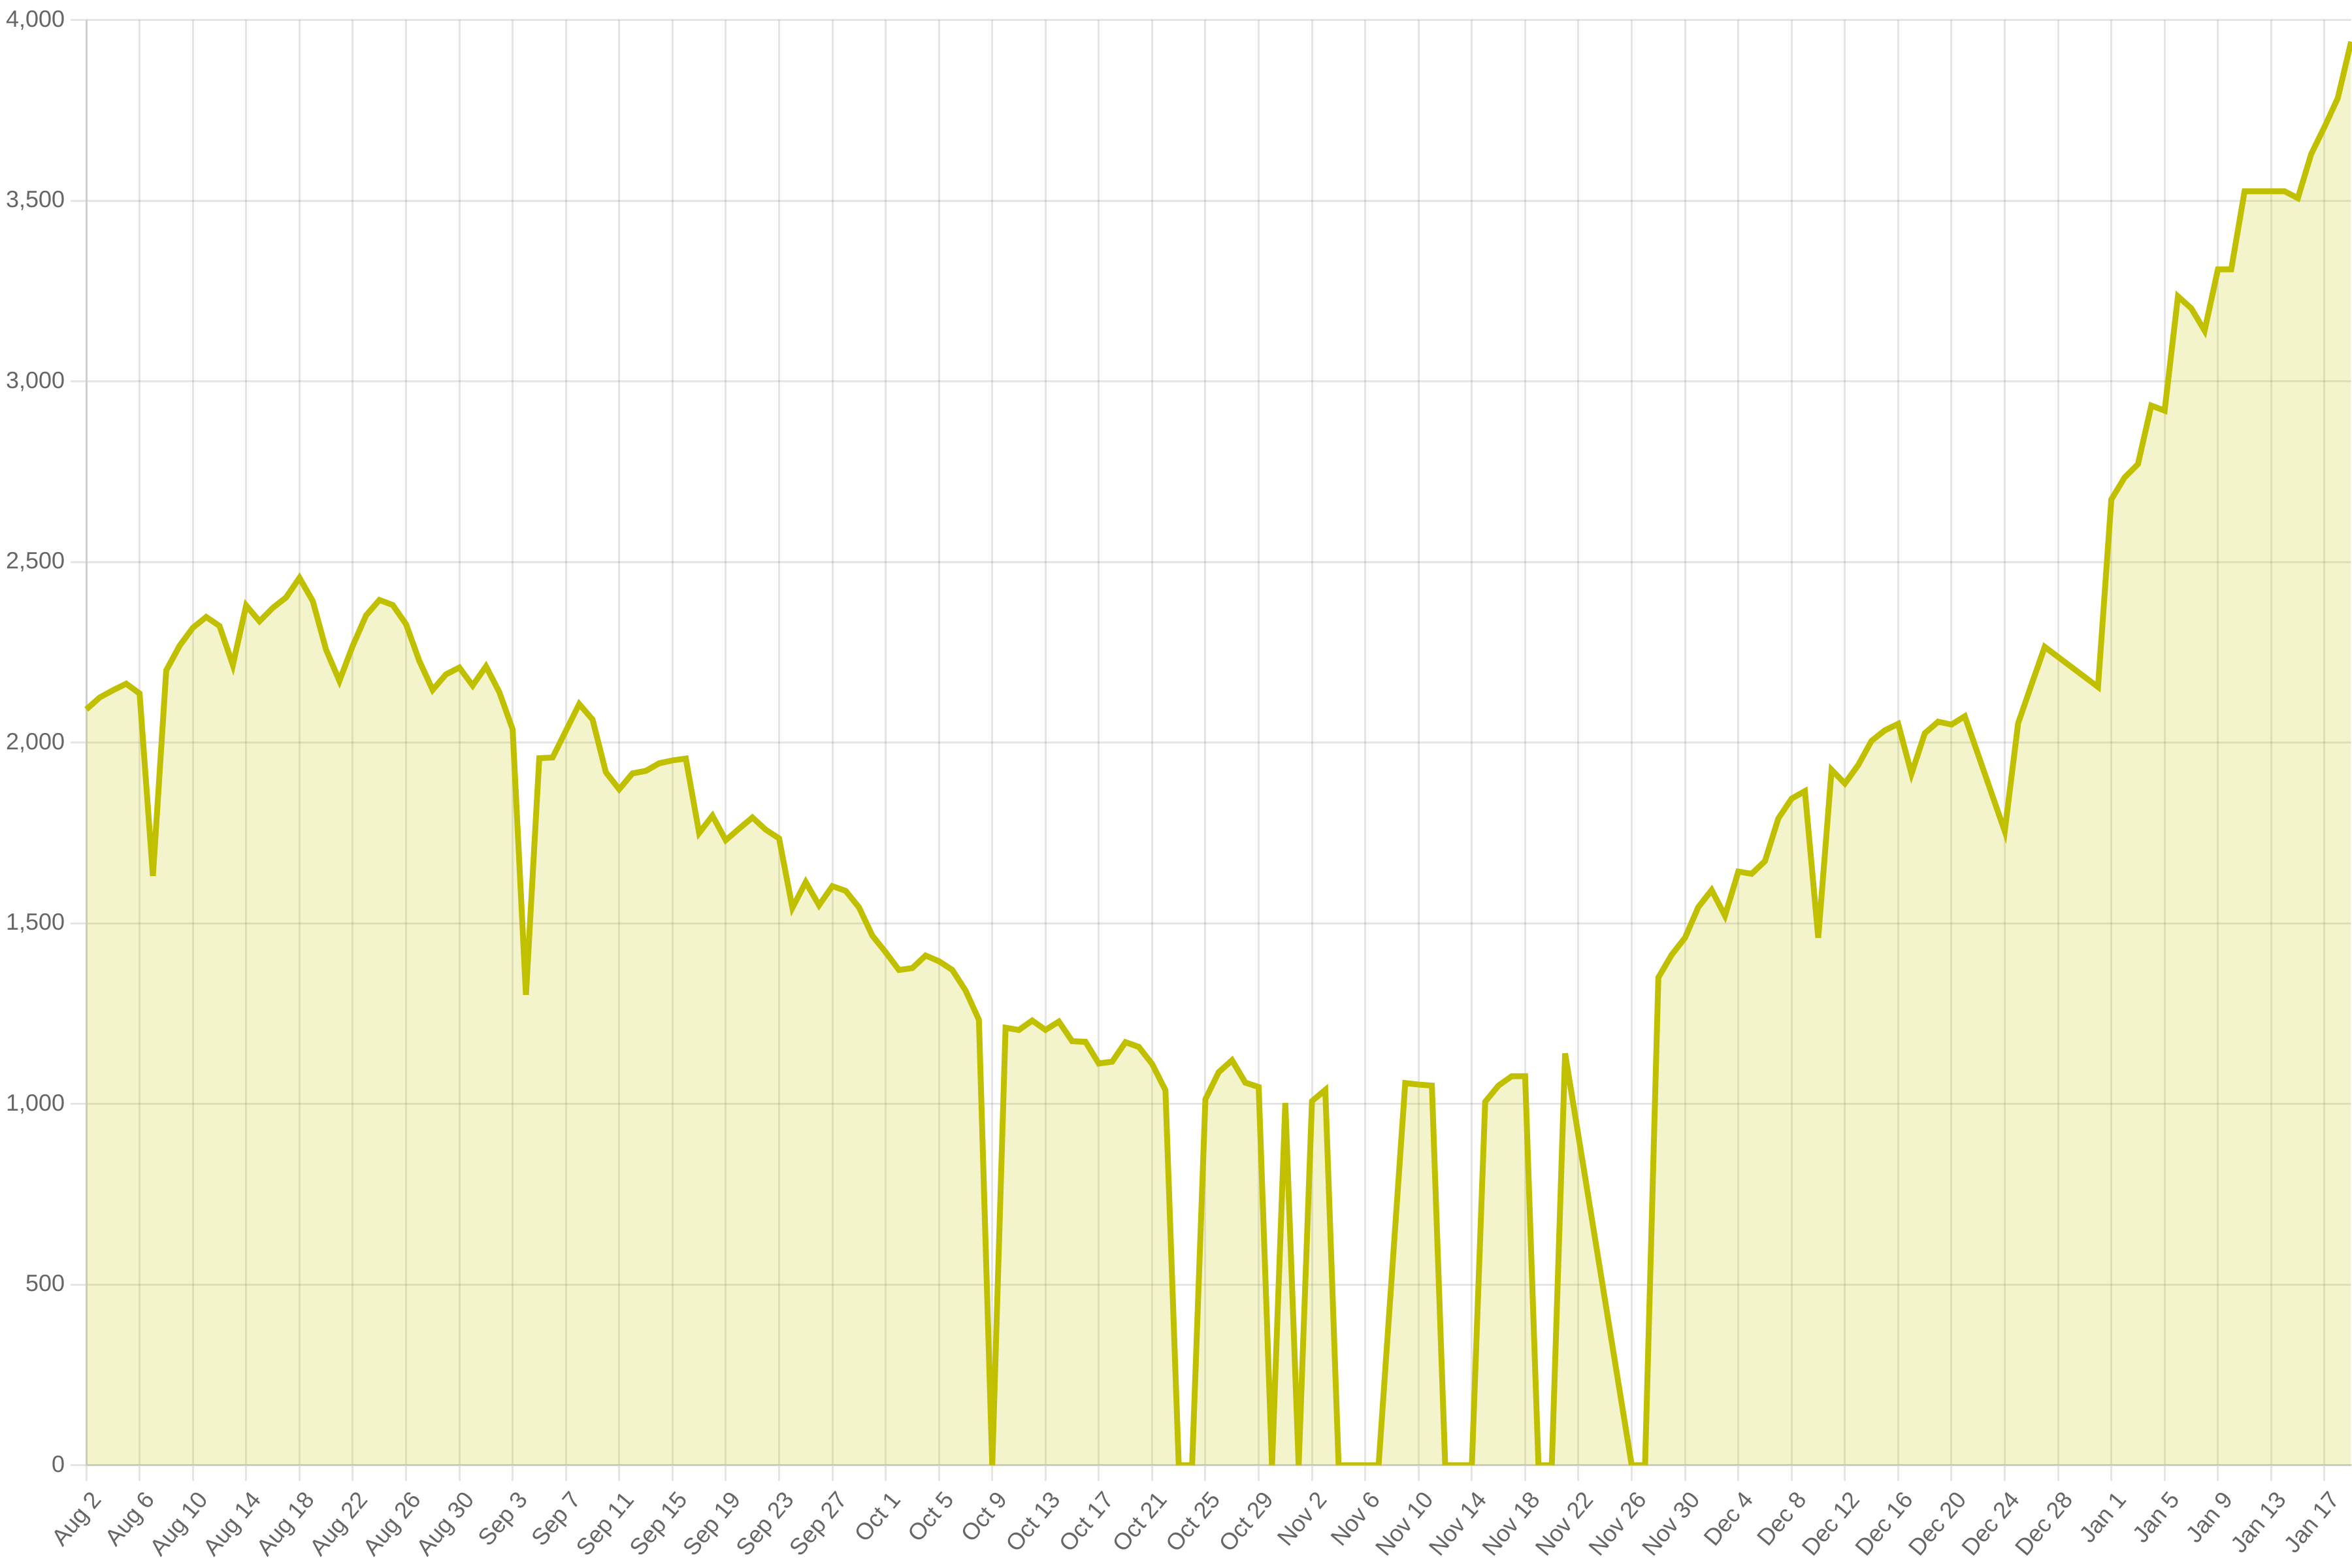 4,000
3,500
3,000
2,500
2,000
1,500
1,000
500
0
Aug 2
Aug 6
Aug 10
Aug 14
Aug 18
Aug 22
Aug 26
Aug 30
Sep 3
Sep 7
Sep 11
Sep 15
Sep 19
Sep 23
Sep 27
Oct 1
Oct 5
Oct 9
Oct 13
Oct 17
Oct 21
Oct 25
Oct 29
Nov 2
Nov 6
Nov 10
Nov 14
Nov 18
Nov 22
Nov 26
Nov 30
Dec 4
Dec 8
Dec 12
Dec 16
Dec 20
Dec 24
Dec 28
Jan 1
Jan 5
Jan 9
Jan 13
Jan 17